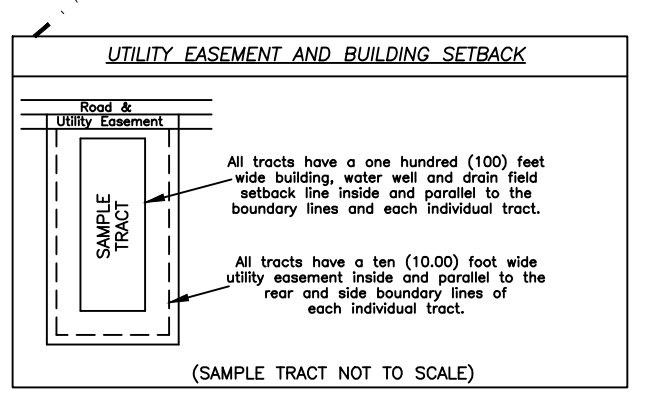 UTILITY EASEMENT AND BUILDING SETBACK
Road &
Utility Easement
SAMPLE
TRACT
All tracts have a one hundred (100) feet
wide building, water well and drain field
setback line inside and parallel to the
boundary lines and each individual tract.
All tracts have a ten (10.00) foot wide
utility easement inside and parallel to the
rear and side boundary lines of
each individual tract.
(SAMPLE TRACT NOT TO SCALE)